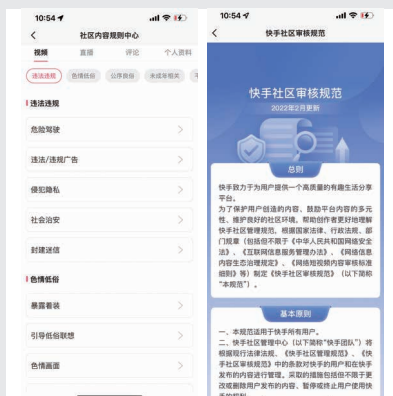 10:54
社区内容规则中心
视频 直播 评论 个人资料
违法违规 色情低俗 公序良俗 未成年相关
违法违规
危险驾驶
违法/违规广告
侵犯隐私
社会治安
封建迷信
色情低俗
暴露着装
引导低俗联想
色情画面
10:54
快手社区审核规范
快手社区审核规范
2022年2月更新
总则
快手致力于为用户提供一个高质量的有趣生活分享
平台。
为了保护用户创造的内容、鼓励平台内容的多元
性、维护良好的社区环境，帮助创作者更好地理解
快手社区管理规范，根据国家法律、行政法规、部
门规章（包括但不限于《中华人民共和国网络安全
法》、《互联网信息服务管理办法》、《网络信息
内容生态治理规定》、《网络短视频内容审核标准
细则》等）制定《快手社区审核规范》（以下简称
“本规范”）。
基本原则
一、本规范适用于快手所有用户。
二、快手社区管理中心（以下简称“快手团队”）将
根据现行法律法规、《快手社区管理规范》、《快
手社区审核规范》中的条款对快手的用户和在快手
发布的内容进行管理。采取的措施包括但不限于更
改或删除用户发布的内容、暂停或终止用户使用快
手的权利。